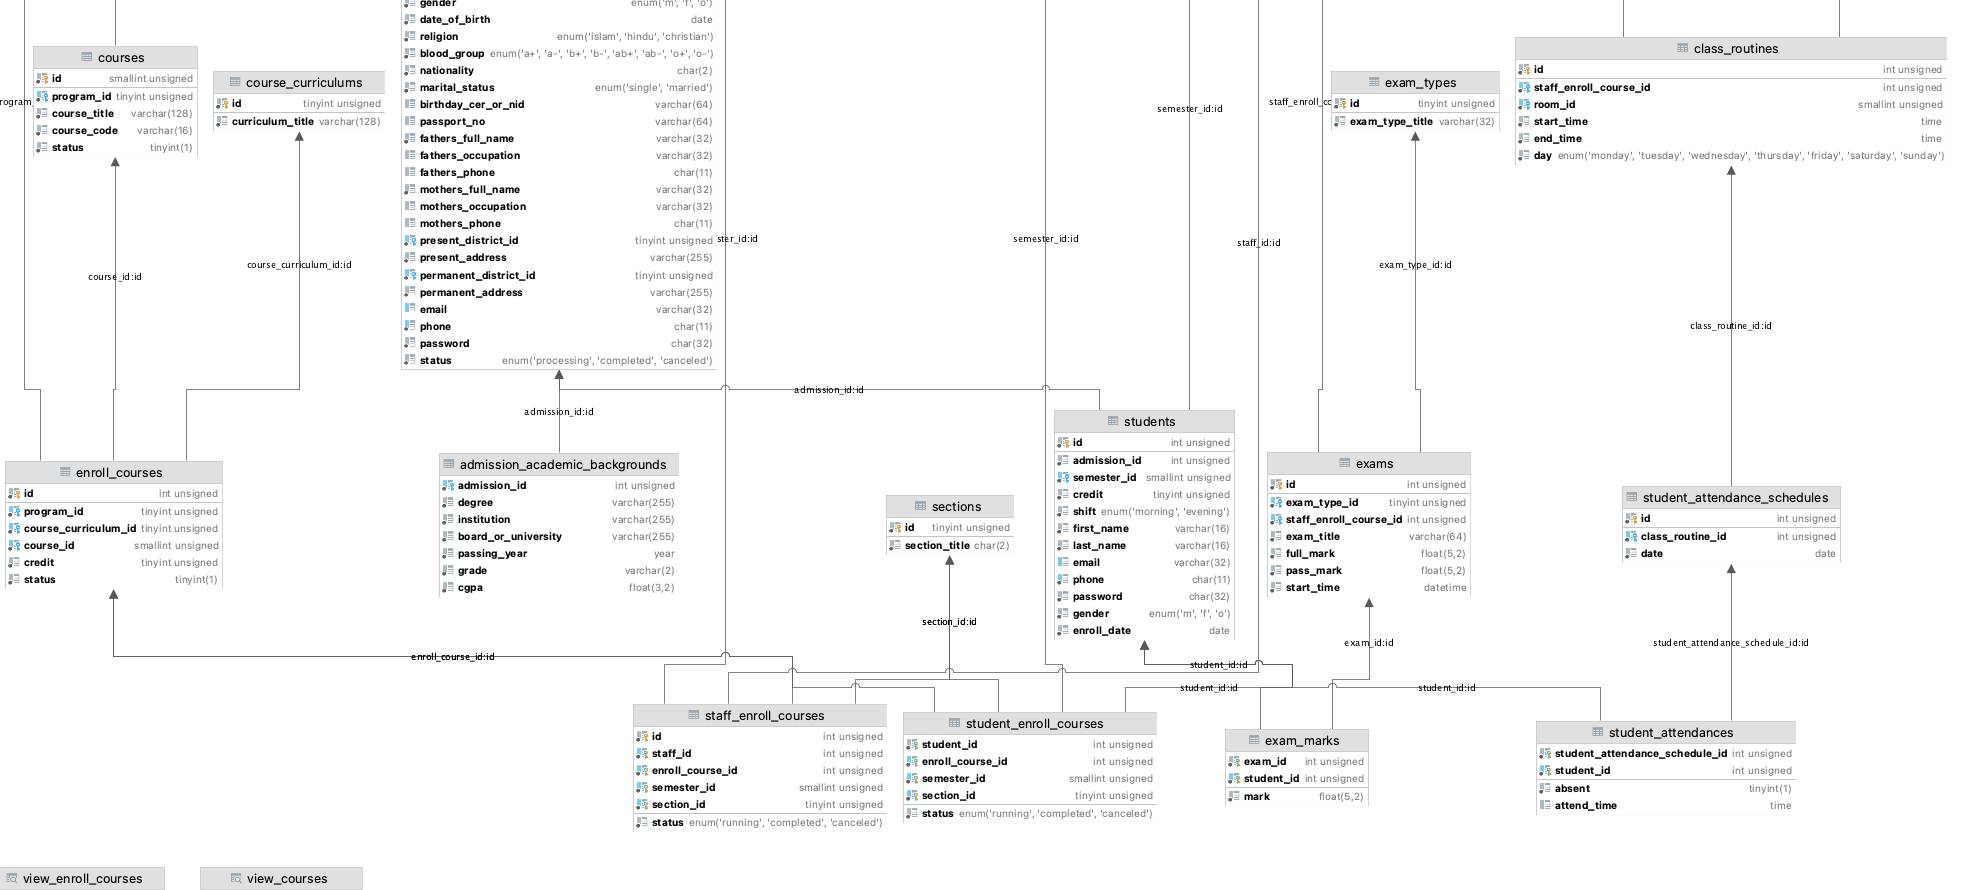 courses
id smallint unsigned
program_id tinyint unsigned
course_title varchar(128)
course_code varchar(16)
status tinyint(1)
course_curriculums
id tinyint unsigned
curriculum_title varchar(128)
gender enum('m', 'f', 'o')
date_of_birth date
religion enum('islam', 'hindu', 'christian')
blood_group enum('a+', 'a-', 'b+', 'b-', 'ab+', 'ab-', 'o+', 'o-')
nationality char(2)
marital_status enum('single', 'married')
birthday_cer_or_nid varchar(64)
passport_no varchar(64)
fathers_full_name varchar(32)
fathers_occupation varchar(32)
fathers_phone char(11)
mothers_full_name varchar(32)
mothers_occupation varchar(32)
mothers_phone char(11)
present_district_id tinyint unsigned
present_address varchar(255)
permanent_district_id tinyint unsigned
permanent_address varchar(255)
email varchar(32)
phone char(11)
password char(32)
status enum('processing', 'completed', 'canceled')
exam_types
id tinyint unsigned
exam_type_title varchar(32)
class_routines
id int unsigned
staff_enroll_course_id int unsigned
room_id smallint unsigned
start_time time
end_time time
day enum('monday', 'tuesday', 'wednesday', 'thursday', 'friday', 'saturday', 'sunday')
rogram_
semester_id:id
staff_enroll_co
ster_id:id
semester_id:id
staff_id:id
course_id:id
course_curriculum_id:id
exam_type_id:id
class_routine_id:id
admission_id:id
admission_id:id
enroll_courses
id int unsigned
program_id tinyint unsigned
course_curriculum_id tinyint unsigned
course_id smallint unsigned
credit tinyint unsigned
status tinyint(1)
admission_academic_backgrounds
admission_id int unsigned
degree varchar(255)
institution varchar(255)
board_or_university varchar(255)
passing_year year
grade varchar(2)
cgpa float(3,2)
sections
id tinyint unsigned
section_title char(2)
students
id int unsigned
admission_id int unsigned
semester_id smallint unsigned
credit tinyint unsigned
shift enum('morning', 'evening')
first_name varchar(16)
last_name varchar(16)
email varchar(32)
phone char(11)
password char(32)
gender enum('m', 'f', 'o')
enroll_date date
exams
id int unsigned
exam_type_id tinyint unsigned
staff_enroll_course_id int unsigned
exam_title varchar(64)
full_mark float(5,2)
pass_mark float(5,2)
start_time datetime
student_attendance_schedules
id int unsigned
class_routine_id int unsigned
date date
section_id:id
exam_id:id
student_attendance_schedule_id:id
enroll_course_id:id
student_id:id
student_id:id
student_id:id
staff_enroll_courses
id int unsigned
staff_id int unsigned
enroll_course_id int unsigned
semester_id smallint unsigned
section_id tinyint unsigned
status enum('running', 'completed', 'canceled')
student_enroll_courses
student_id int unsigned
enroll_course_id int unsigned
semester_id smallint unsigned
section_id tinyint unsigned
status enum('running', 'completed', 'canceled')
exam_marks
exam_id int unsigned
student_id int unsigned
mark float(5,2)
student_attendances
student_attendance_schedule_id int unsigned
student_id int unsigned
absent tinyint(1)
attend_time time
view_enroll_courses
view_courses